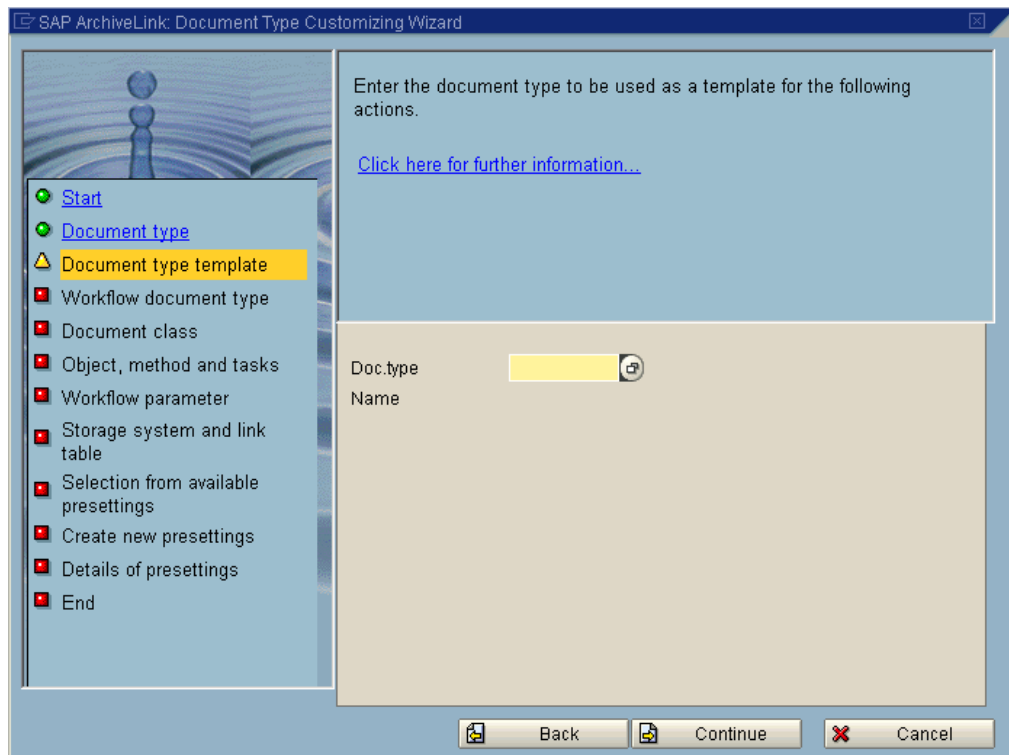 SAP ArchiveLink: Document Type Customizing Wizard
Enter the document type to be used as a template for the following
actions.
Click here for further information...
Start
Document type
Document type template
Workflow document type
Document class
Object, method and tasks
Workflow parameter
Storage system and link
table
Selection from available
presettings
Create new presettings
Details of presettings
End
Doc.type
Name
Back
Continue
Cancel